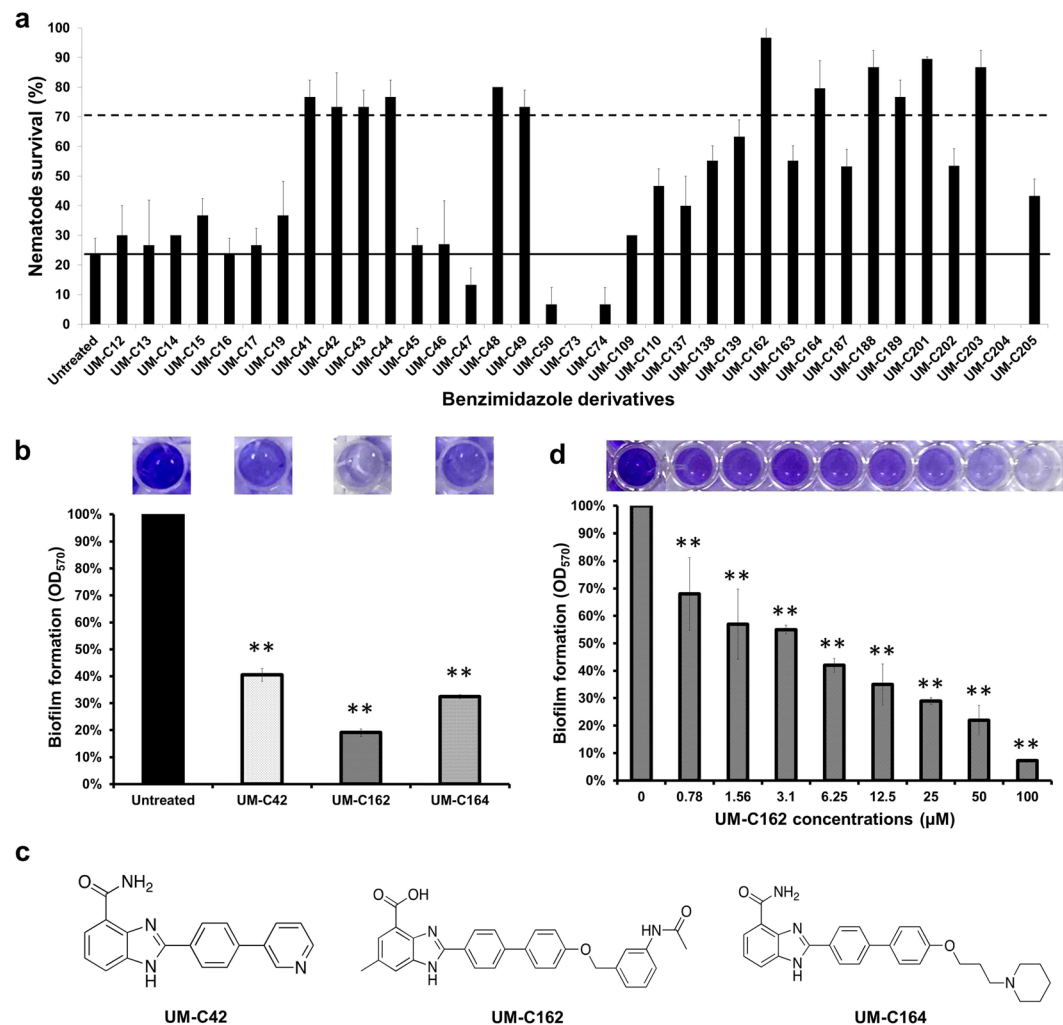 a
Nematode survival (%)
100
90
80
70
60
50
40
30
20
10
0
Untreated
UM-C12
UM-C13
UM-C14
UM-C15
UM-C16
UM-C17
UM-C19
UM-C41
UM-C42
UM-C43
UM-C44
UM-C45
UM-C46
UM-C47
UM-C48
UM-C49
UM-C50
UM-C73
UM-C74
UM-C109
UM-C110
UM-C137
UM-C138
UM-C139
UM-C162
UM-C163
UM-C164
UM-C187
UM-C188
UM-C189
UM-C201
UM-C202
UM-C203
UM-C204
UM-C205
Benzimidazole derivatives
b
Biofilm formation (OD570)
100%
90%
80%
70%
60%
50%
40%
30%
20%
10%
0%
**
**
**
Untreated
UM-C42
UM-C162
UM-C164
d
Biofilm formation (OD570)
100%
90%
80%
70%
60%
50%
40%
30%
20%
10%
0%
**
**
**
**
**
**
**
**
0
0.78
1.56
3.1
6.25
12.5
25
50
100
UM-C162 concentrations (µM)
c
O
NH2
N
N
H
N
UM-C42
O
OH
N
N
H
O
HN
O
UM-C162
O
NH2
N
N
H
O
N
UM-C164